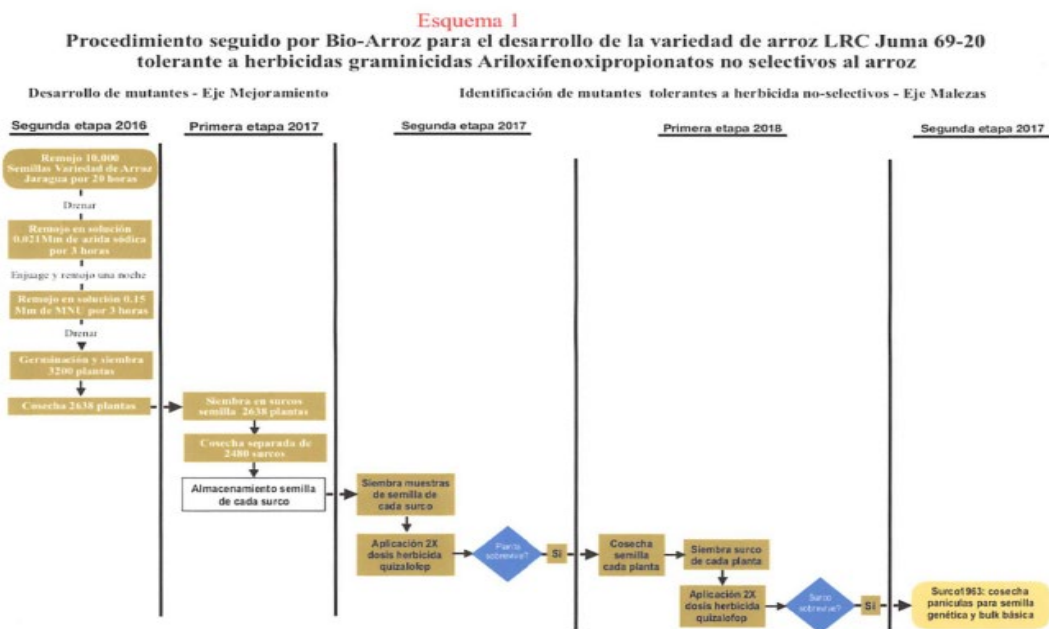 Esquema 1
Procedimiento seguido por Bio-Arroz para el desarrollo de la variedad de arroz LRC Juma 69-20
tolerante a herbicidas graminicidas Ariloxifenoxipropionatos no selectivos al arroz
Desarrollo de mutantes - Eje Mejoramiento
Identificación de mutantes tolerantes a herbicida no-selectivos - Eje Malezas
Segunda etapa 2016
Primera etapa 2017
Segunda etapa 2017
Primera etapa 2018
Segunda etapa 2017
Remojo 10.000
Semillas Variedad de Arroz
Jaragua por 20 horas
Drenar
Remojo en solución
0.021Mm de azida sódica
por 3 horas
Enjuage y remojo una noche
Remojo en solución 0.15
Mm de MNU por 3 horas
Drenar
Germinación y siembra
3200 plantas
Cosecha 2638 plantas
Siembra en surcos
semilla 2638 plantas
Cosecha separada de
2480 surcos
Almacenamiento semilla
de cada surco
Siembra muestras
de semilla de
cada surco
Aplicación 2X
dosis herbicida
quizalofop
Planta
sobrevive?
Si
Cosecha
semilla
cada planta
Siembra surco
de cada planta
Aplicación 2X
dosis herbicida
quizalofop
Surco
sobrevive?
Si
Surco1963: cosecha
paniculas para semilla
genética y bulk básica